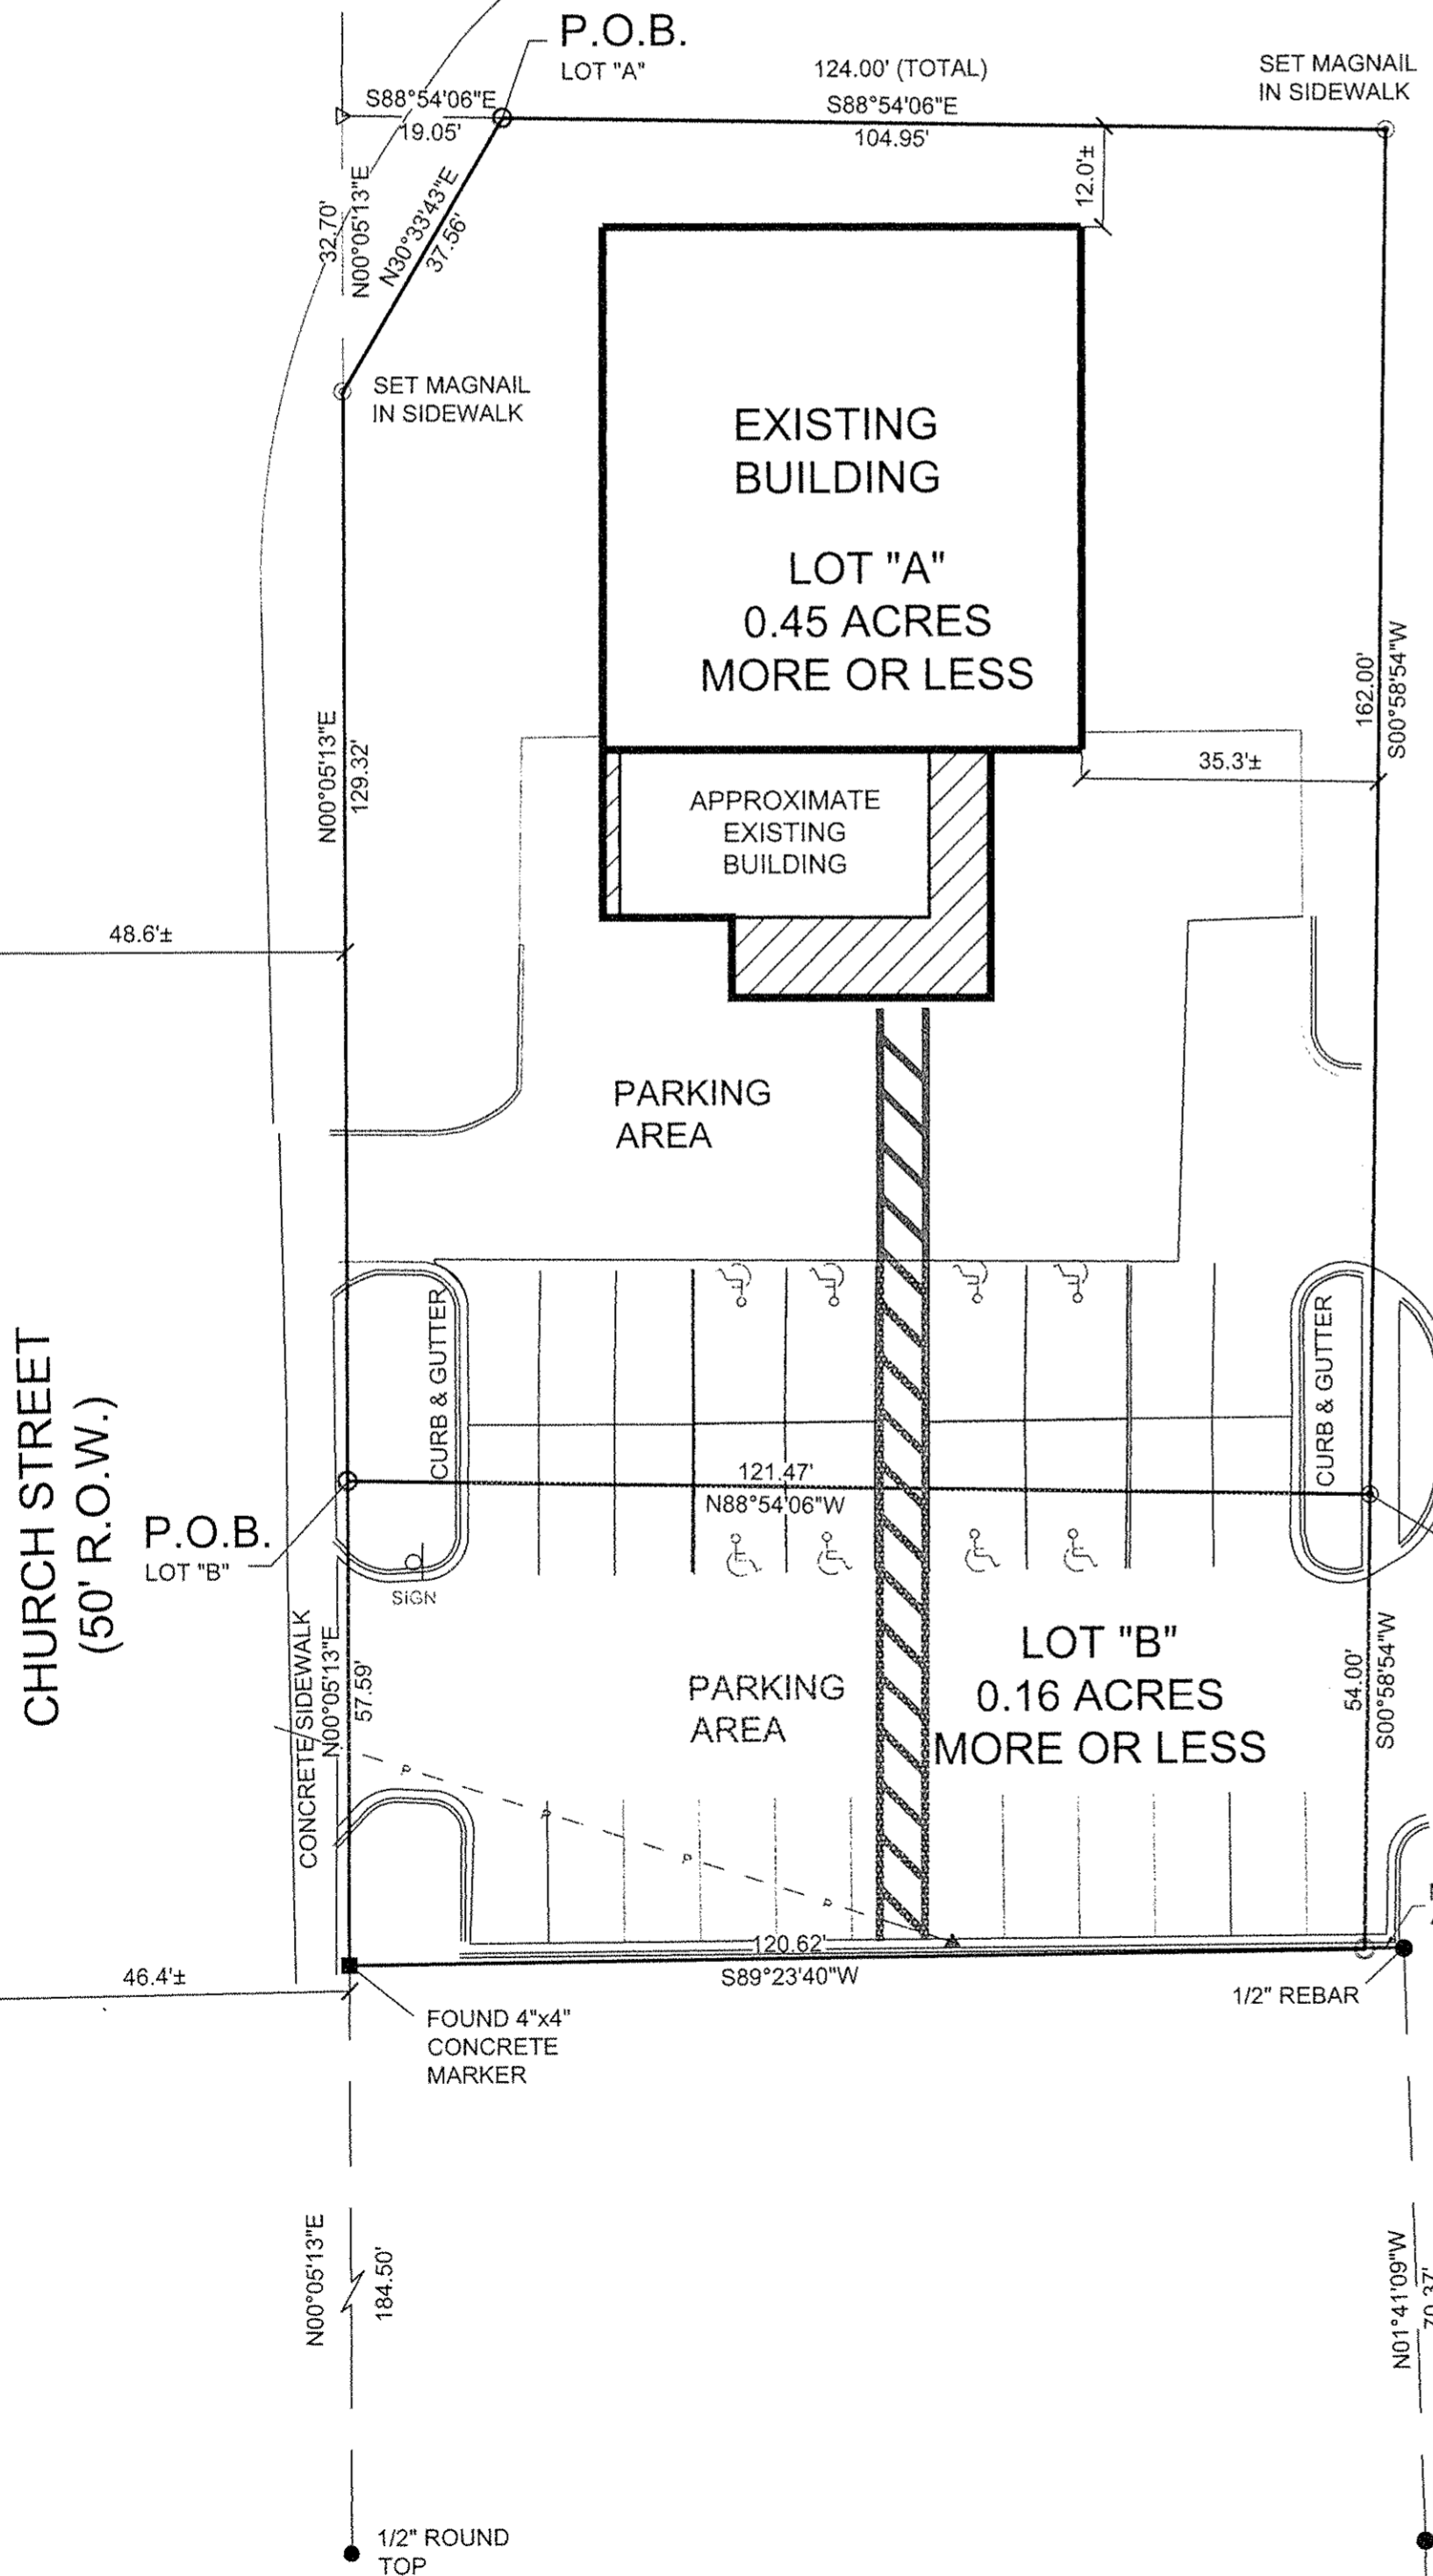 P.O.B.
LOT "A"
124.00' (TOTAL)
S88°54'06"E
104.95'
SET MAGNAIL
IN SIDEWALK
S88°54'06"E
19.05'
12.0'±
32.70'
N00°05'13"E
N30°33'43"E
37.56'
SET MAGNAIL
IN SIDEWALK
EXISTING
BUILDING
LOT "A"
0.45 ACRES
MORE OR LESS
162.00'
S00°58'54"W
N00°05'13"E
129.32'
35.3'±
APPROXIMATE
EXISTING
BUILDING
48.6'±
PARKING
AREA
CURB & GUTTER
CURB & GUTTER
CHURCH STREET
(50' R.O.W.)
121.47'
N88°54'06"W
P.O.B.
LOT "B"
SIGN
CONCRETE/SIDEWALK
N00°05'13"E
57.59'
PARKING
AREA
LOT "B"
0.16 ACRES
MORE OR LESS
54.00'
S00°58'54"W
P
P
P
P
120.62'
S89°23'40"W
46.4'±
1/2" REBAR
FOUND 4"x4"
CONCRETE
MARKER
N00°05'13"E
184.50'
N01°41'09"W
70.37'
1/2" ROUND
TOP